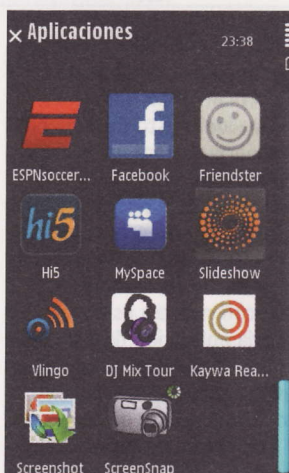 × Aplicaciones 23:38
ESPNsoccer... Facebook Friendster
hi5
Hi5 MySpace Slideshow
Vlingo DJ Mix Tour Kaywa Rea...
Screenshot ScreenSnap